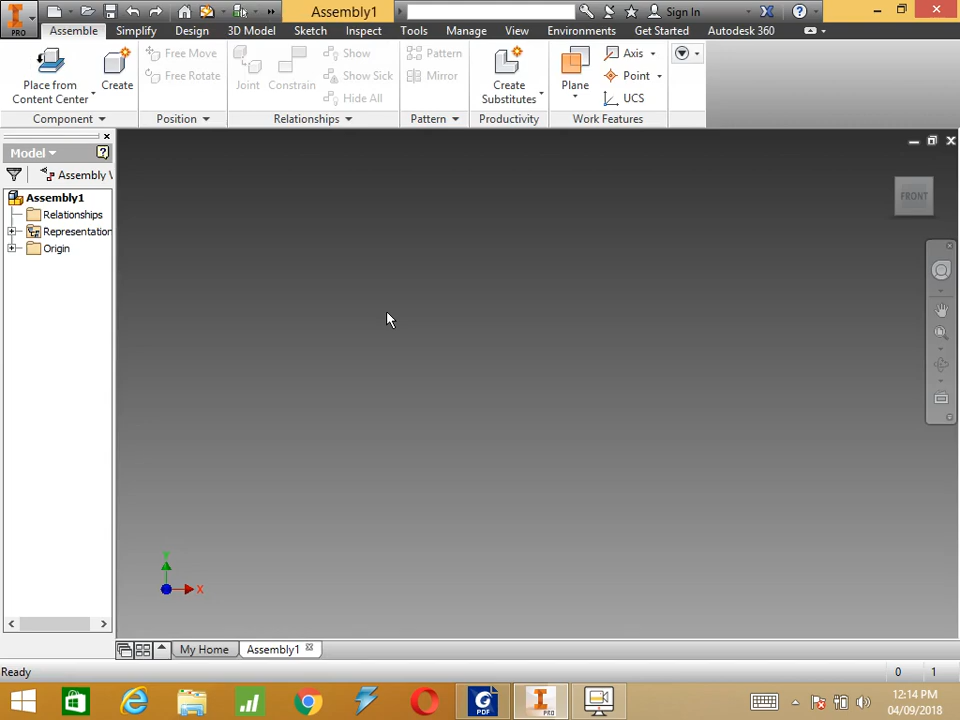 PRO
Assembly1
Sign In
Assemble Simplify Design 3D Model Sketch Inspect Tools Manage View Environments Get Started Autodesk 360
Place from
Content Center
Create
Free Move
Free Rotate
Joint
Constrain
Show
Show Sick
Hide All
Pattern
Mirror
Create
Substitutes
Plane
Axis
Point
UCS
Component
Position
Relationships
Pattern
Productivity
Work Features
Model
Assembly V
Assembly1
Relationships
Representation
Origin
FRONT
Y
X
My Home
Assembly1
Ready
0 1
PDF
PRO
12:14 PM
04/09/2018